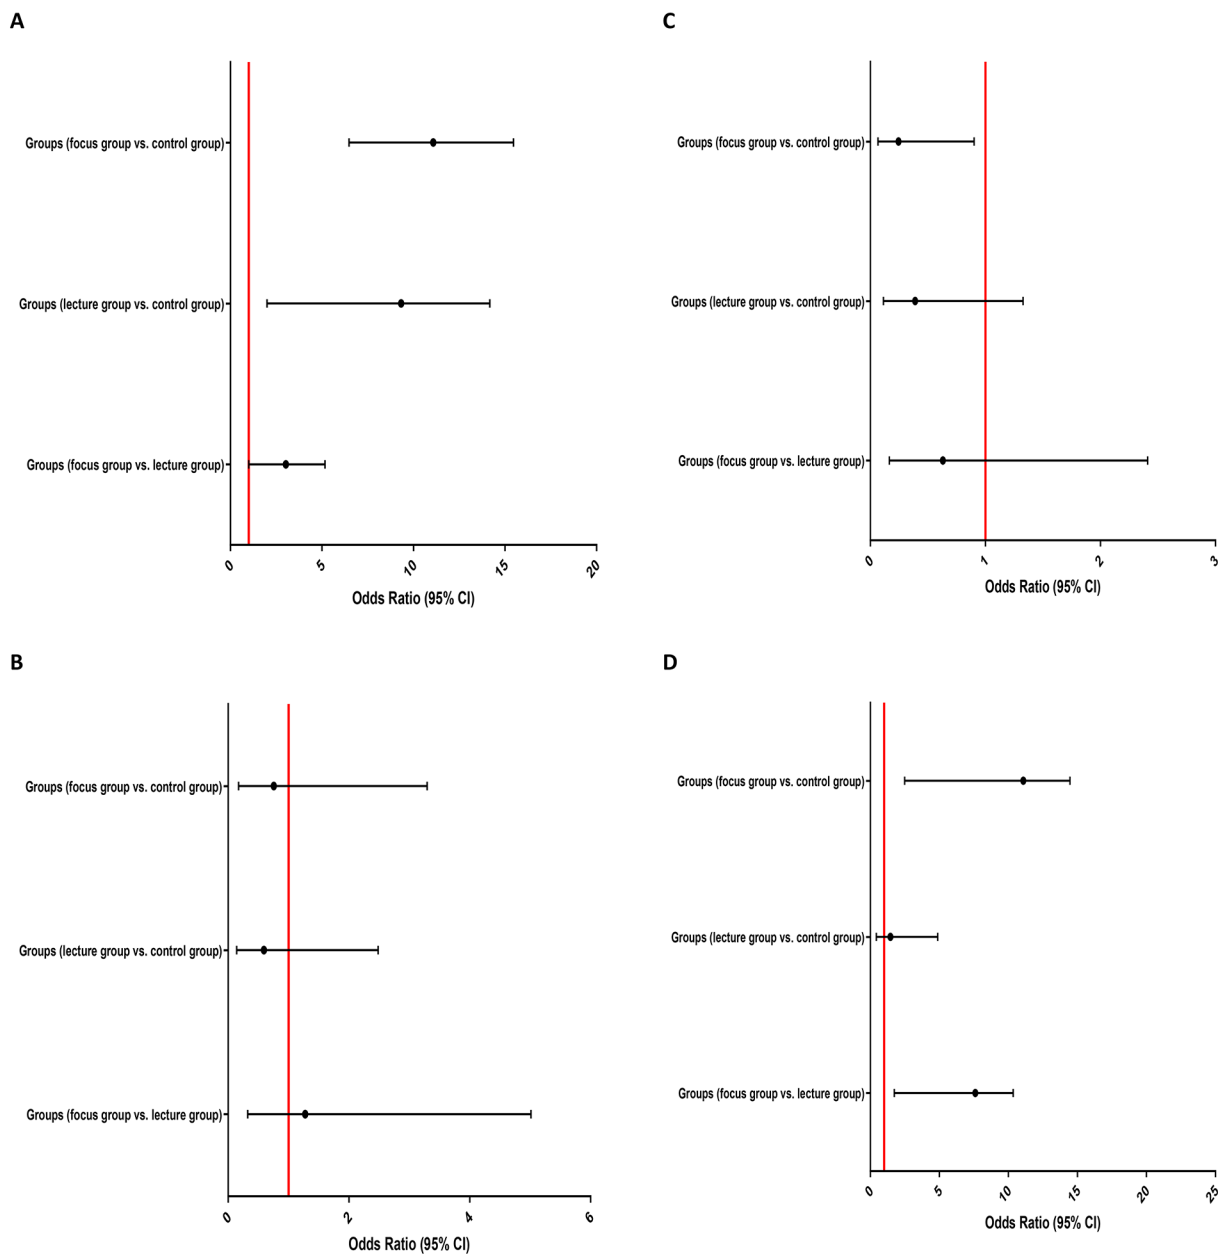 A
Groups (focus group vs. control group)
Groups (lecture group vs. control group)
Groups (focus group vs. lecture group)
0 5 10 15 20
Odds Ratio (95% CI)
C
Groups (focus group vs. control group)
Groups (lecture group vs. control group)
Groups (focus group vs. lecture group)
0 1 2 3
Odds Ratio (95% CI)
B
Groups (focus group vs. control group)
Groups (lecture group vs. control group)
Groups (focus group vs. lecture group)
0 2 4 6
Odds Ratio (95% CI)
D
Groups (focus group vs. control group)
Groups (lecture group vs. control group)
Groups (focus group vs. lecture group)
0 5 10 15 20 25
Odds Ratio (95% CI)